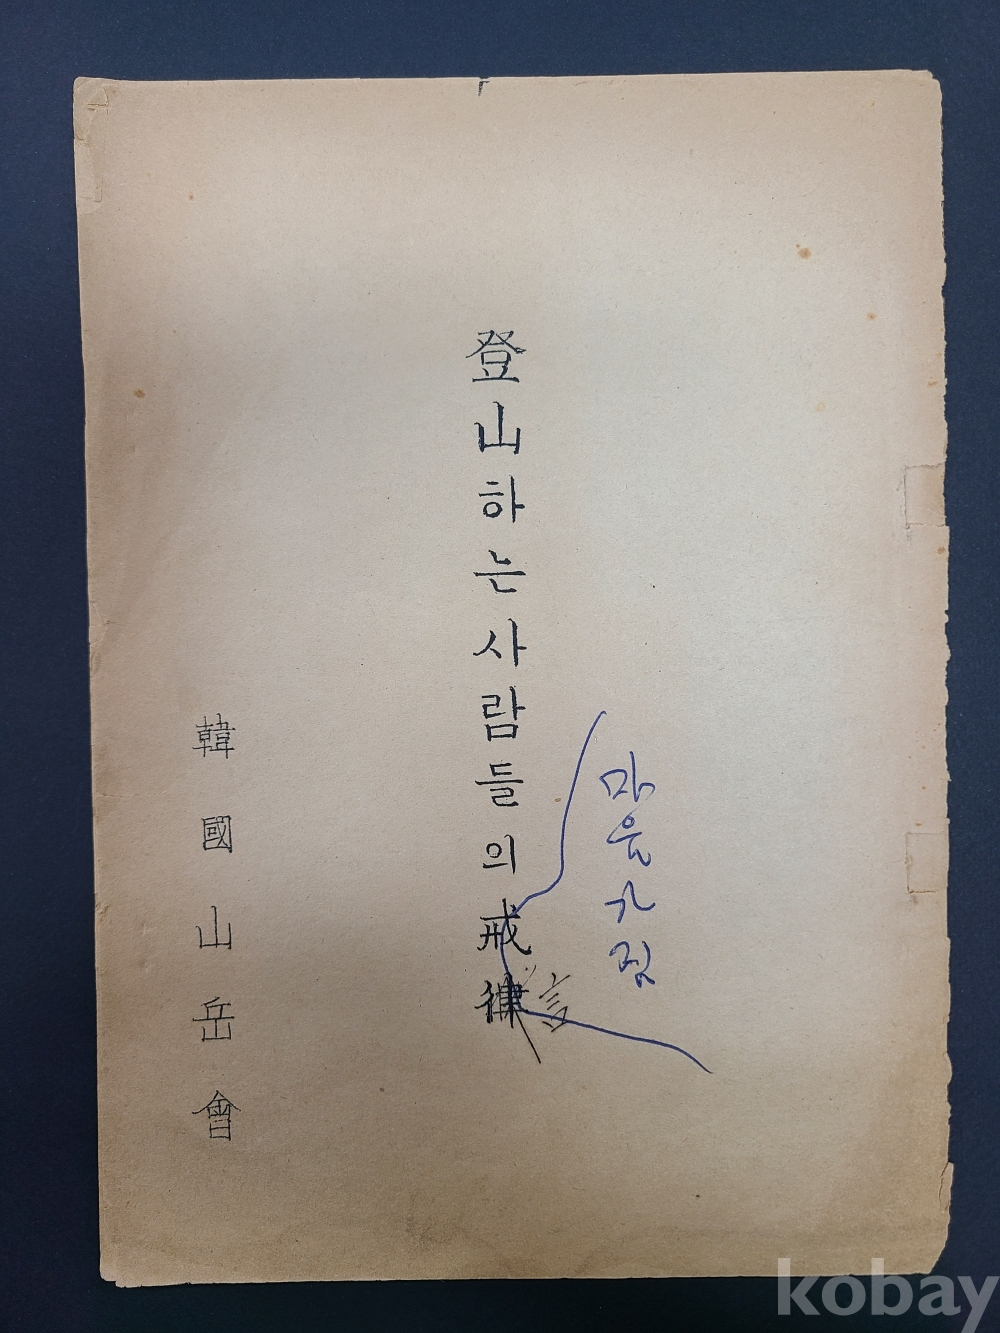 登山하는사람들의戒律
言
마음가짐
韓國山岳會
kobay